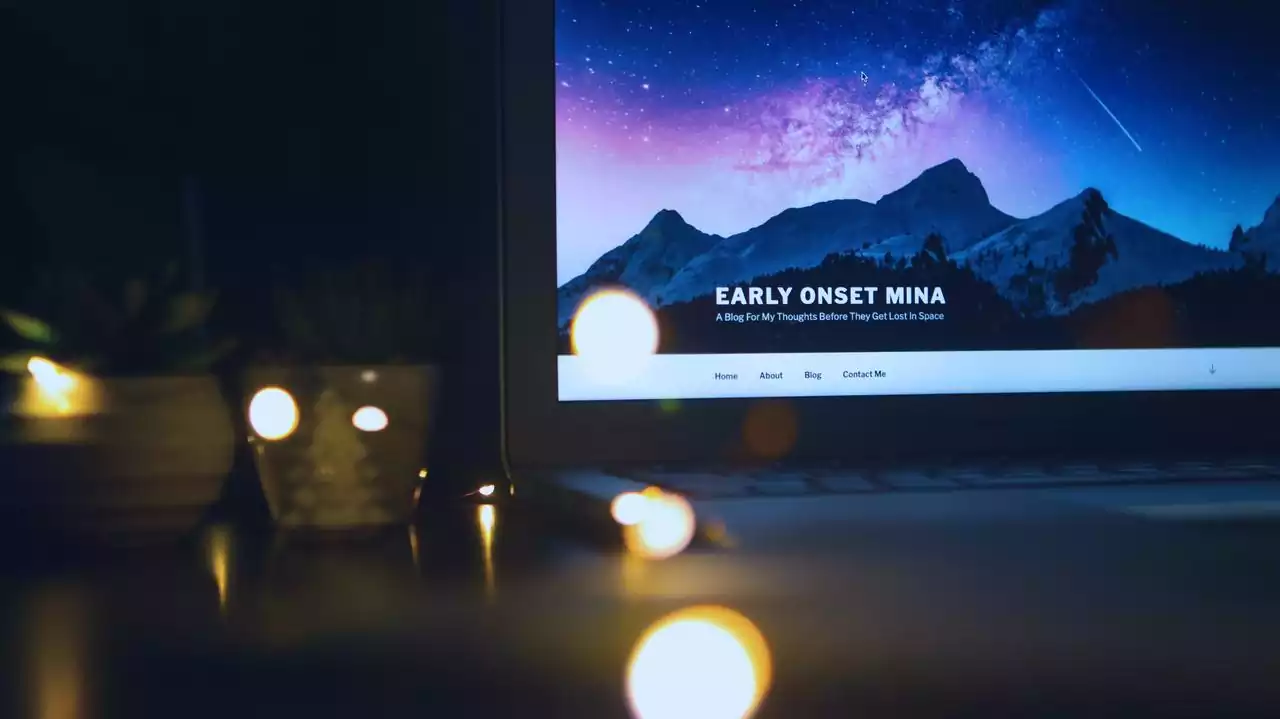 EARLY ONSET MINA
A Blog For My Thoughts Before They Get Lost In Space
Home About Blog Contact Me